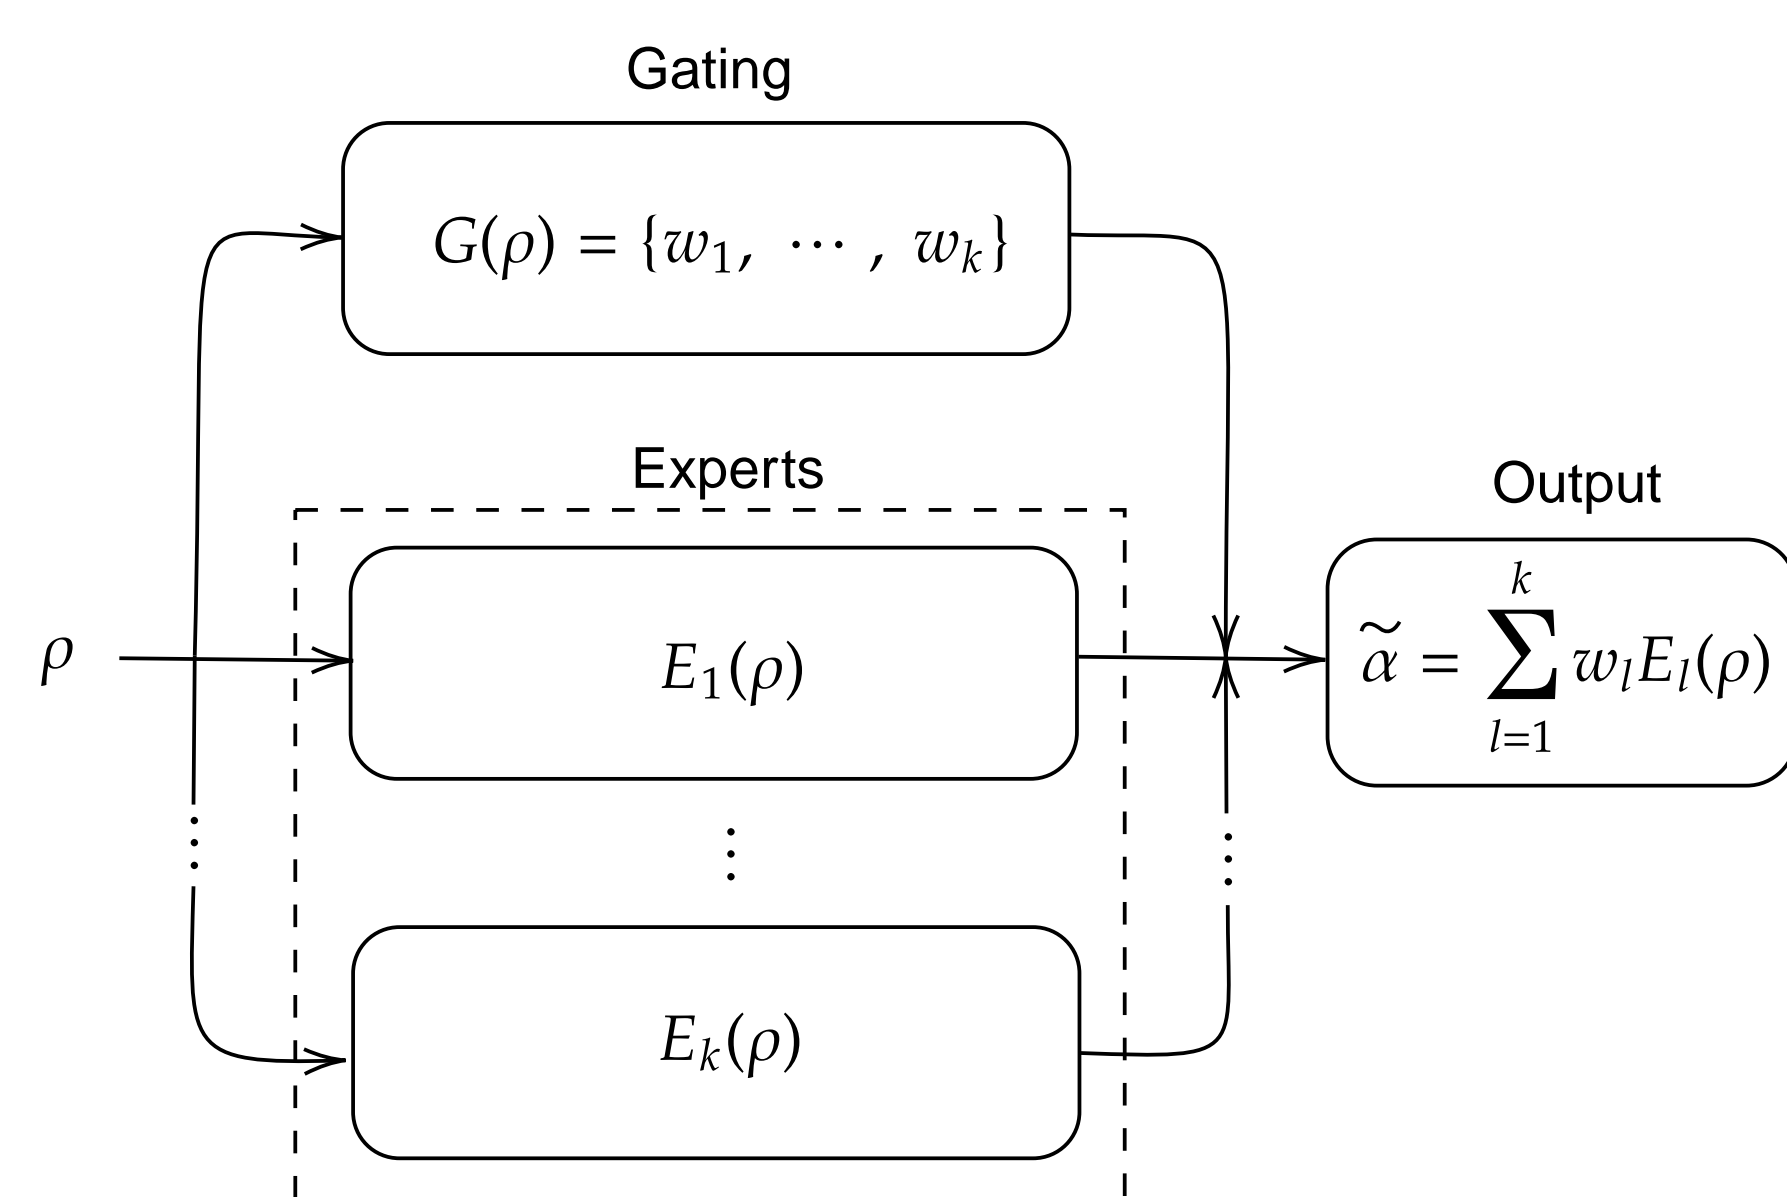 Gating
G(ρ) = {w₁, ⋯ , wₖ}
Experts
Output
ρ
E₁(ρ)
α̃ = ∑ₗ₌₁ᵏ wₗEₗ(ρ)
⋮ ⋮ ⋮
Eₖ(ρ)